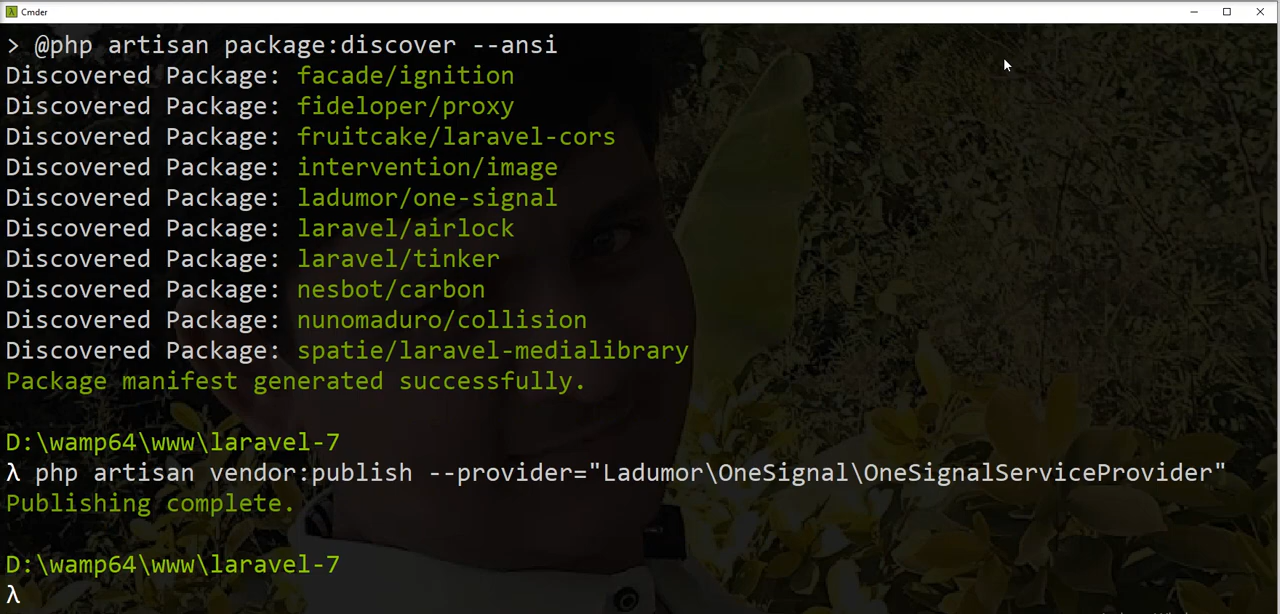 Cmder
> @php artisan package:discover --ansi
Discovered Package: facade/ignition
Discovered Package: fideloper/proxy
Discovered Package: fruitcake/laravel-cors
Discovered Package: intervention/image
Discovered Package: ladumor/one-signal
Discovered Package: laravel/airlock
Discovered Package: laravel/tinker
Discovered Package: nesbot/carbon
Discovered Package: nunomaduro/collision
Discovered Package: spatie/laravel-medialibrary
Package manifest generated successfully.
D:\wamp64\www\laravel-7
λ php artisan vendor:publish --provider="Ladumor\OneSignal\OneSignalServiceProvider"
Publishing complete.
D:\wamp64\www\laravel-7
λ